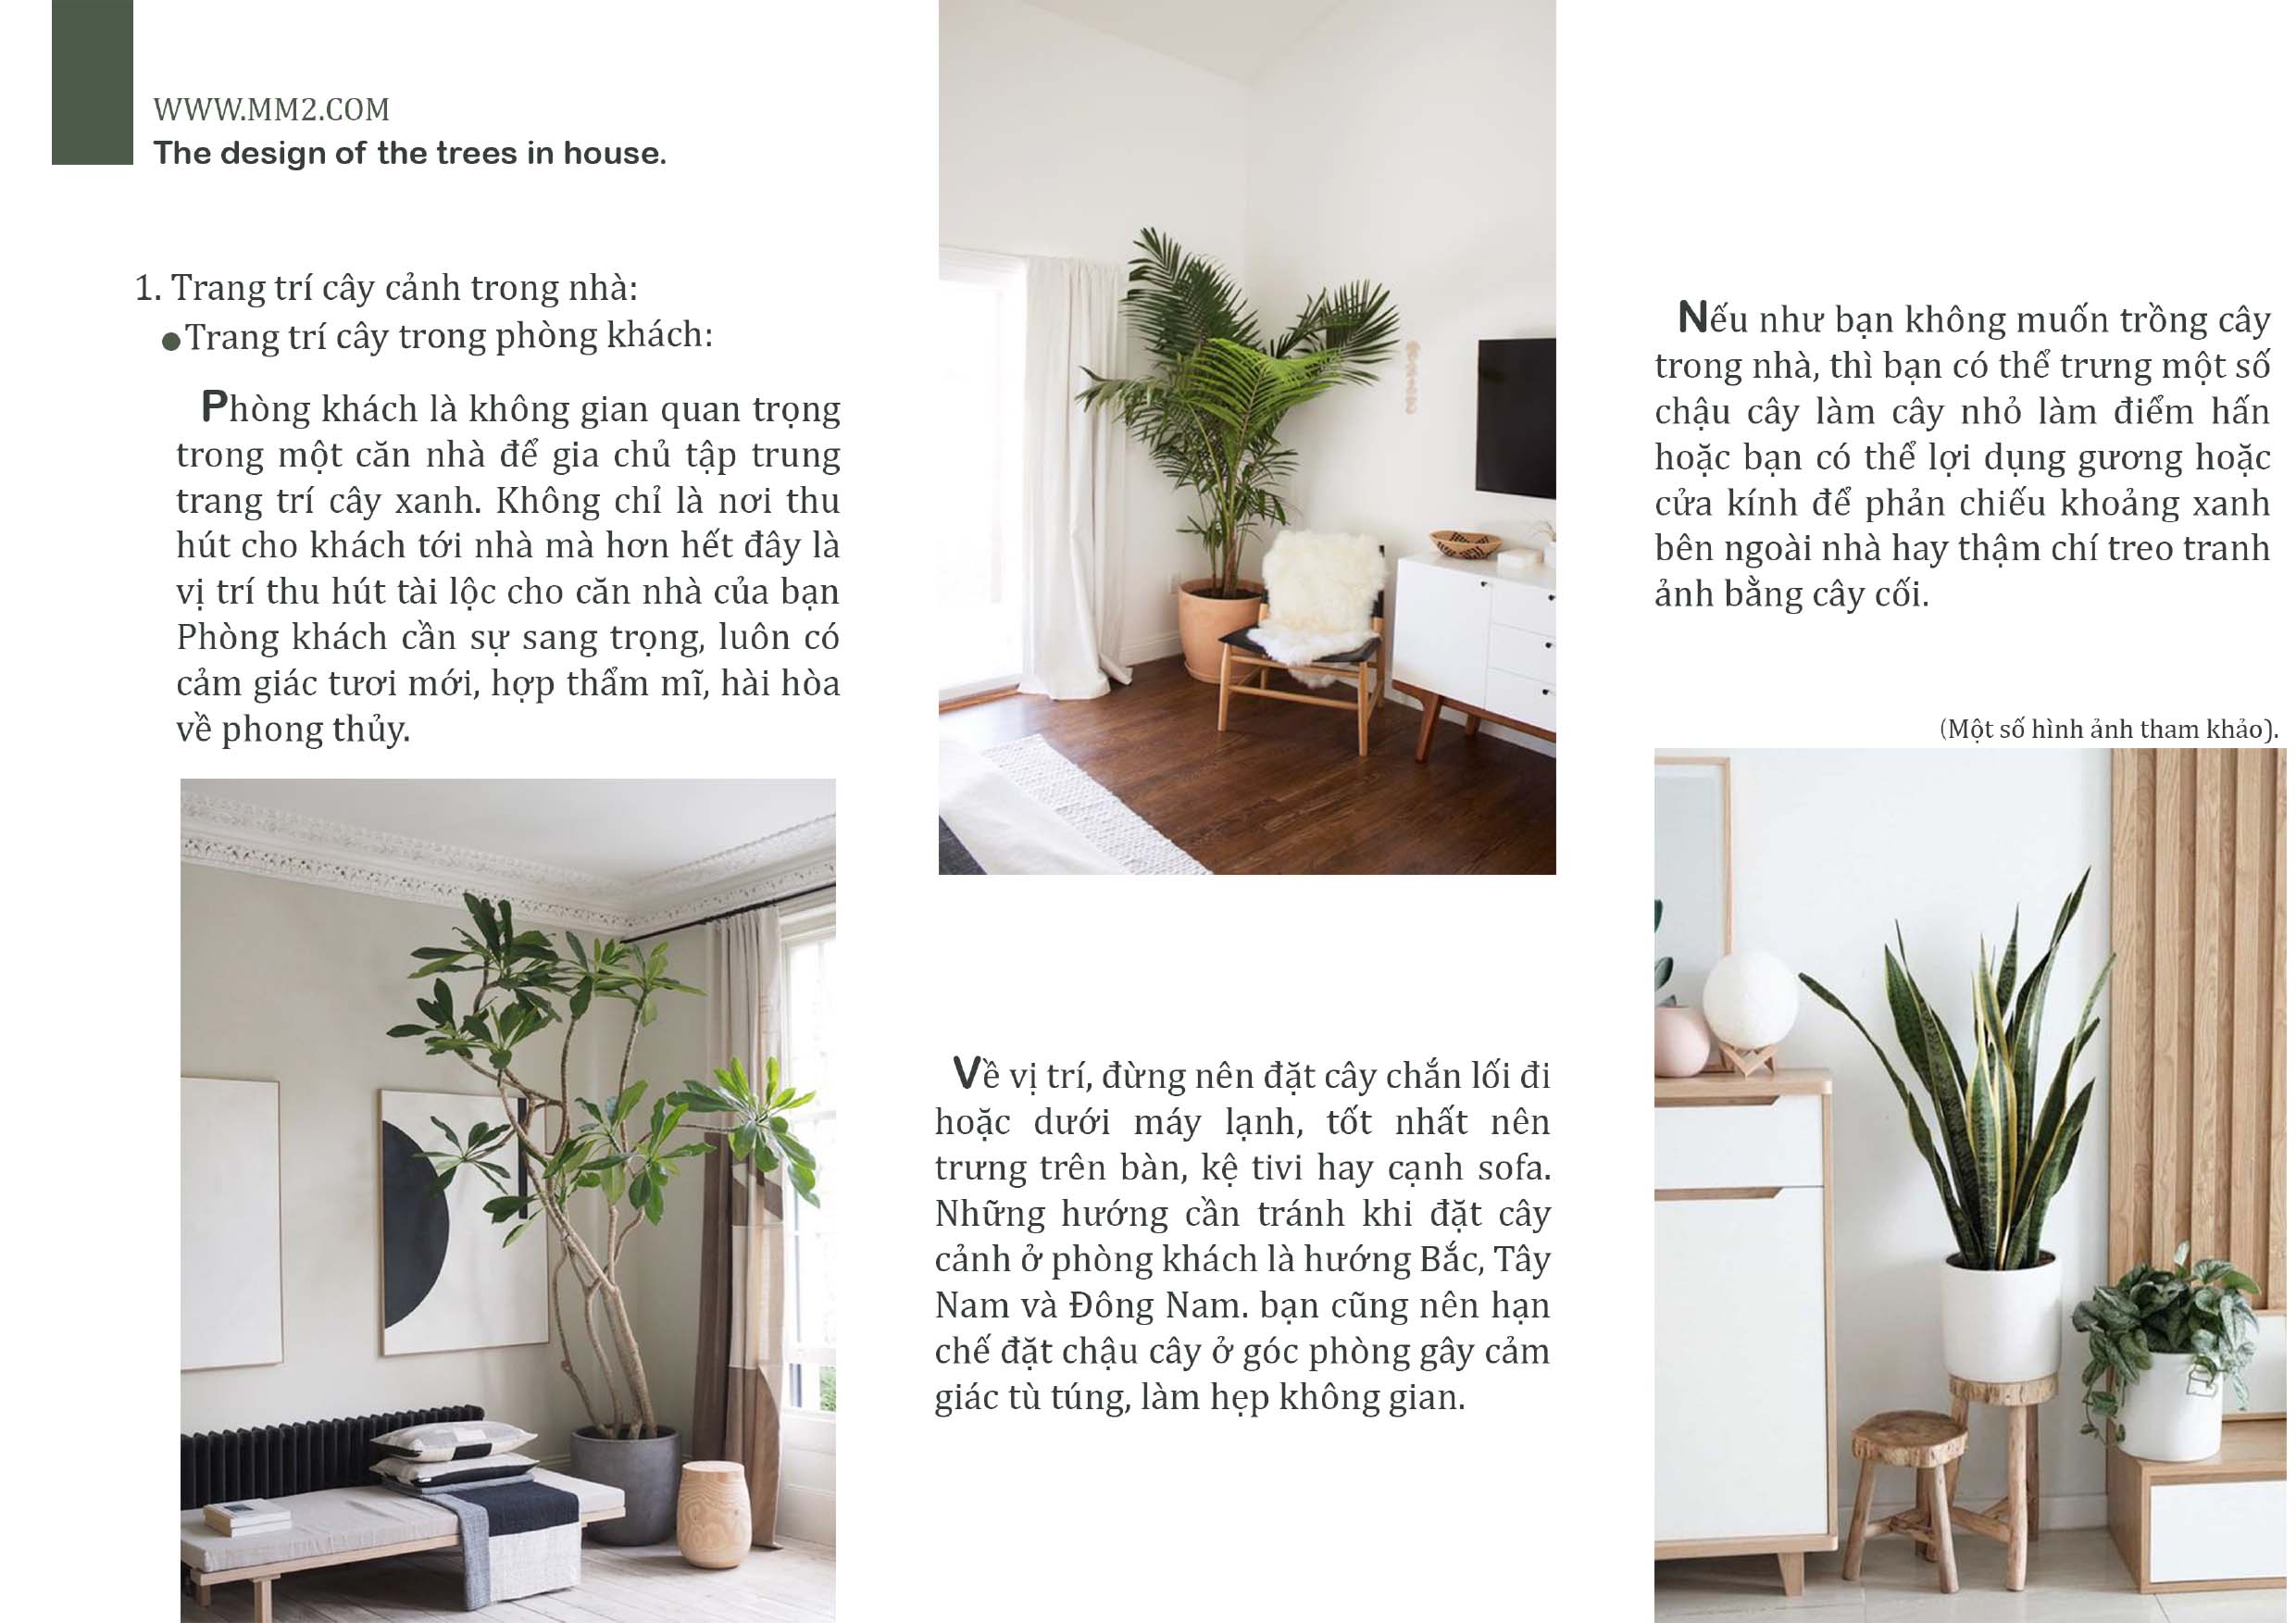 WWW.MM2.COM
The design of the trees in house.
1. Trang trí cây cảnh trong nhà:
●Trang trí cây trong phòng khách:
Phòng khách là không gian quan trọng
trong một căn nhà để gia chủ tập trung
trang trí cây xanh. Không chỉ là nơi thu
hút cho khách tới nhà mà hơn hết đây là
vị trí thu hút tài lộc cho căn nhà của bạn
Phòng khách cần sự sang trọng, luôn có
cảm giác tươi mới, hợp thẩm mĩ, hài hòa
về phong thủy.
Về vị trí, đừng nên đặt cây chắn lối đi
hoặc dưới máy lạnh, tốt nhất nên
trưng trên bàn, kệ tivi hay cạnh sofa.
Những hướng cần tránh khi đặt cây
cảnh ở phòng khách là hướng Bắc, Tây
Nam và Đông Nam. bạn cũng nên hạn
chế đặt chậu cây ở góc phòng gây cảm
giác tù túng, làm hẹp không gian.
Nếu như bạn không muốn trồng cây
trong nhà, thì bạn có thể trưng một số
chậu cây làm cây nhỏ làm điểm hấn
hoặc bạn có thể lợi dụng gương hoặc
cửa kính để phản chiếu khoảng xanh
bên ngoài nhà hay thậm chí treo tranh
ảnh bằng cây cối.
(Một số hình ảnh tham khảo).